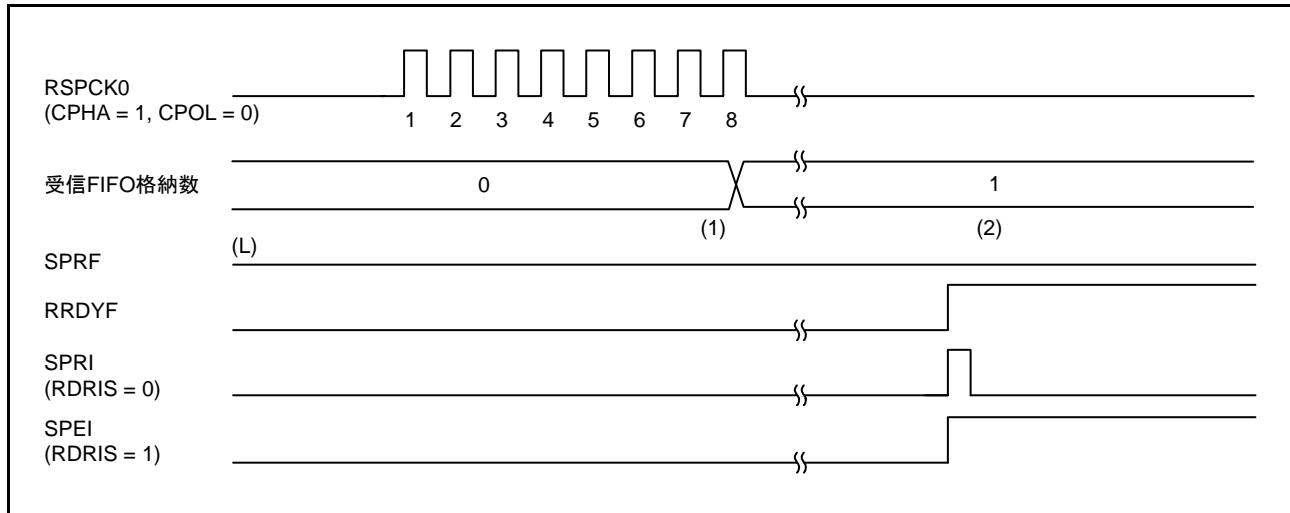 RSPCK0
(CPHA = 1, CPOL = 0)
1 2 3 4 5 6 7 8
受信FIFO格納数
0
1
(1)
(2)
(L)
SPRF
RRDYF
SPRI
(RDRIS = 0)
SPEI
(RDRIS = 1)